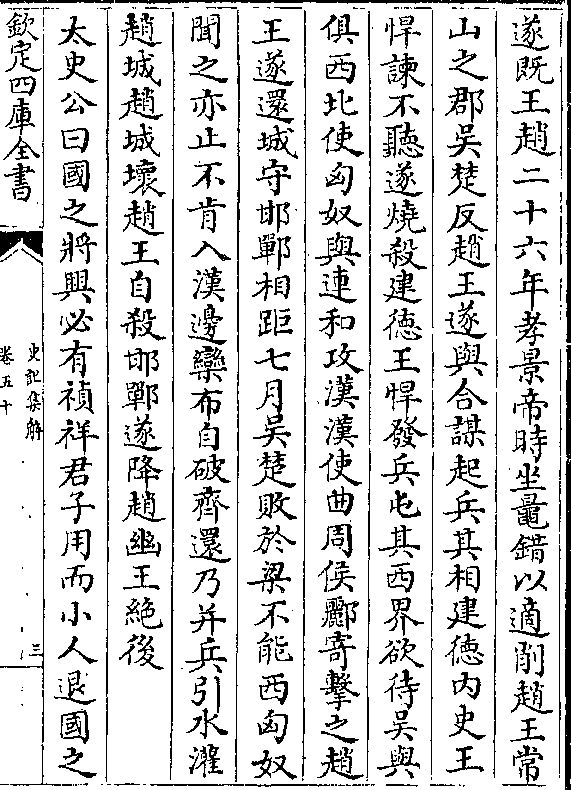 遂既王趙二十六年孝景帝時坐鼂錯以適削趙王常
山之郡吳楚反趙王遂與合謀起兵其相建徳内史王
悍諫不聽遂燒殺建徳王悍發兵屯其西界欲待吳與
俱西北使匈奴與連和攻漢漢使曲周侯酈寄擊之趙
王遂還城守邯鄲相距七月吳楚敗於梁不能西匈奴
聞之亦止不肯入漢邊欒布自破齊還乃并兵引水灌
趙城趙城壞趙王自殺邯鄲遂降趙幽王絶後
太史公曰國之將興必有禎祥君子用而小人退國之
欽定四庫全書
史記集解
卷五十
三